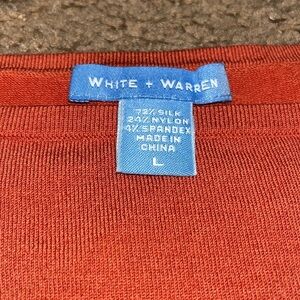 WHITE + WARREN
72% SILK
24% NYLON
4% SPANDEX
MADE IN
CHINA
L